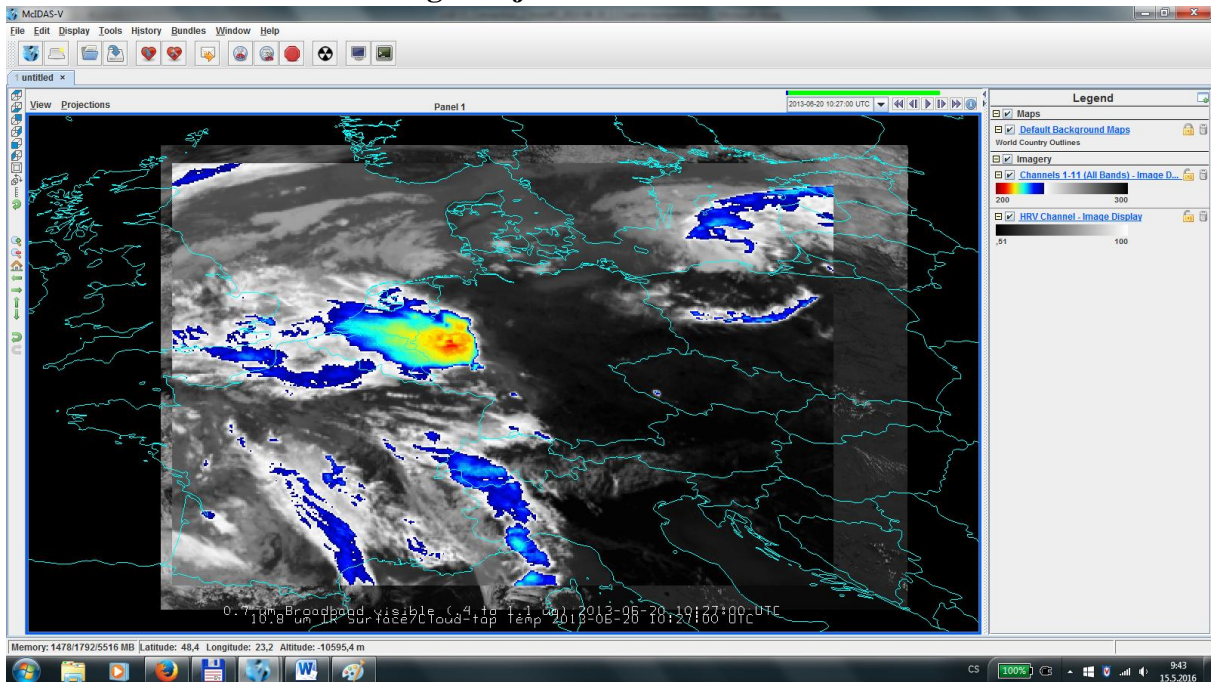 McIDAS-V
File Edit Display Tools History Bundles Window Help
1 untitled ×
View Projections
Panel 1
2013-06-20 10:27:00 UTC
Legend
Maps
Default Background Maps
World Country Outlines
Imagery
Channels 1-11 (All Bands) - Image D...
200 300
HRV Channel - Image Display
,51 100
0.7 um Broadband visible (.4 to 1.1 um) 2013-06-20 10:27:00 UTC
10.8 um IR Surface/Cloud-top Temp 2013-06-20 10:27:00 UTC
Memory: 1478/1792/5516 MB Latitude: 48,4 Longitude: 23,2 Altitude: -10595,4 m
CS 100% 9:43
15.5.2016